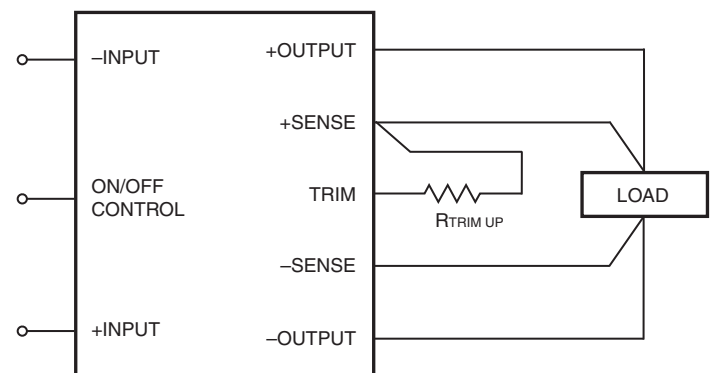 –INPUT
+OUTPUT
+SENSE
ON/OFF
CONTROL
TRIM
RTRIM UP
LOAD
–SENSE
+INPUT
–OUTPUT